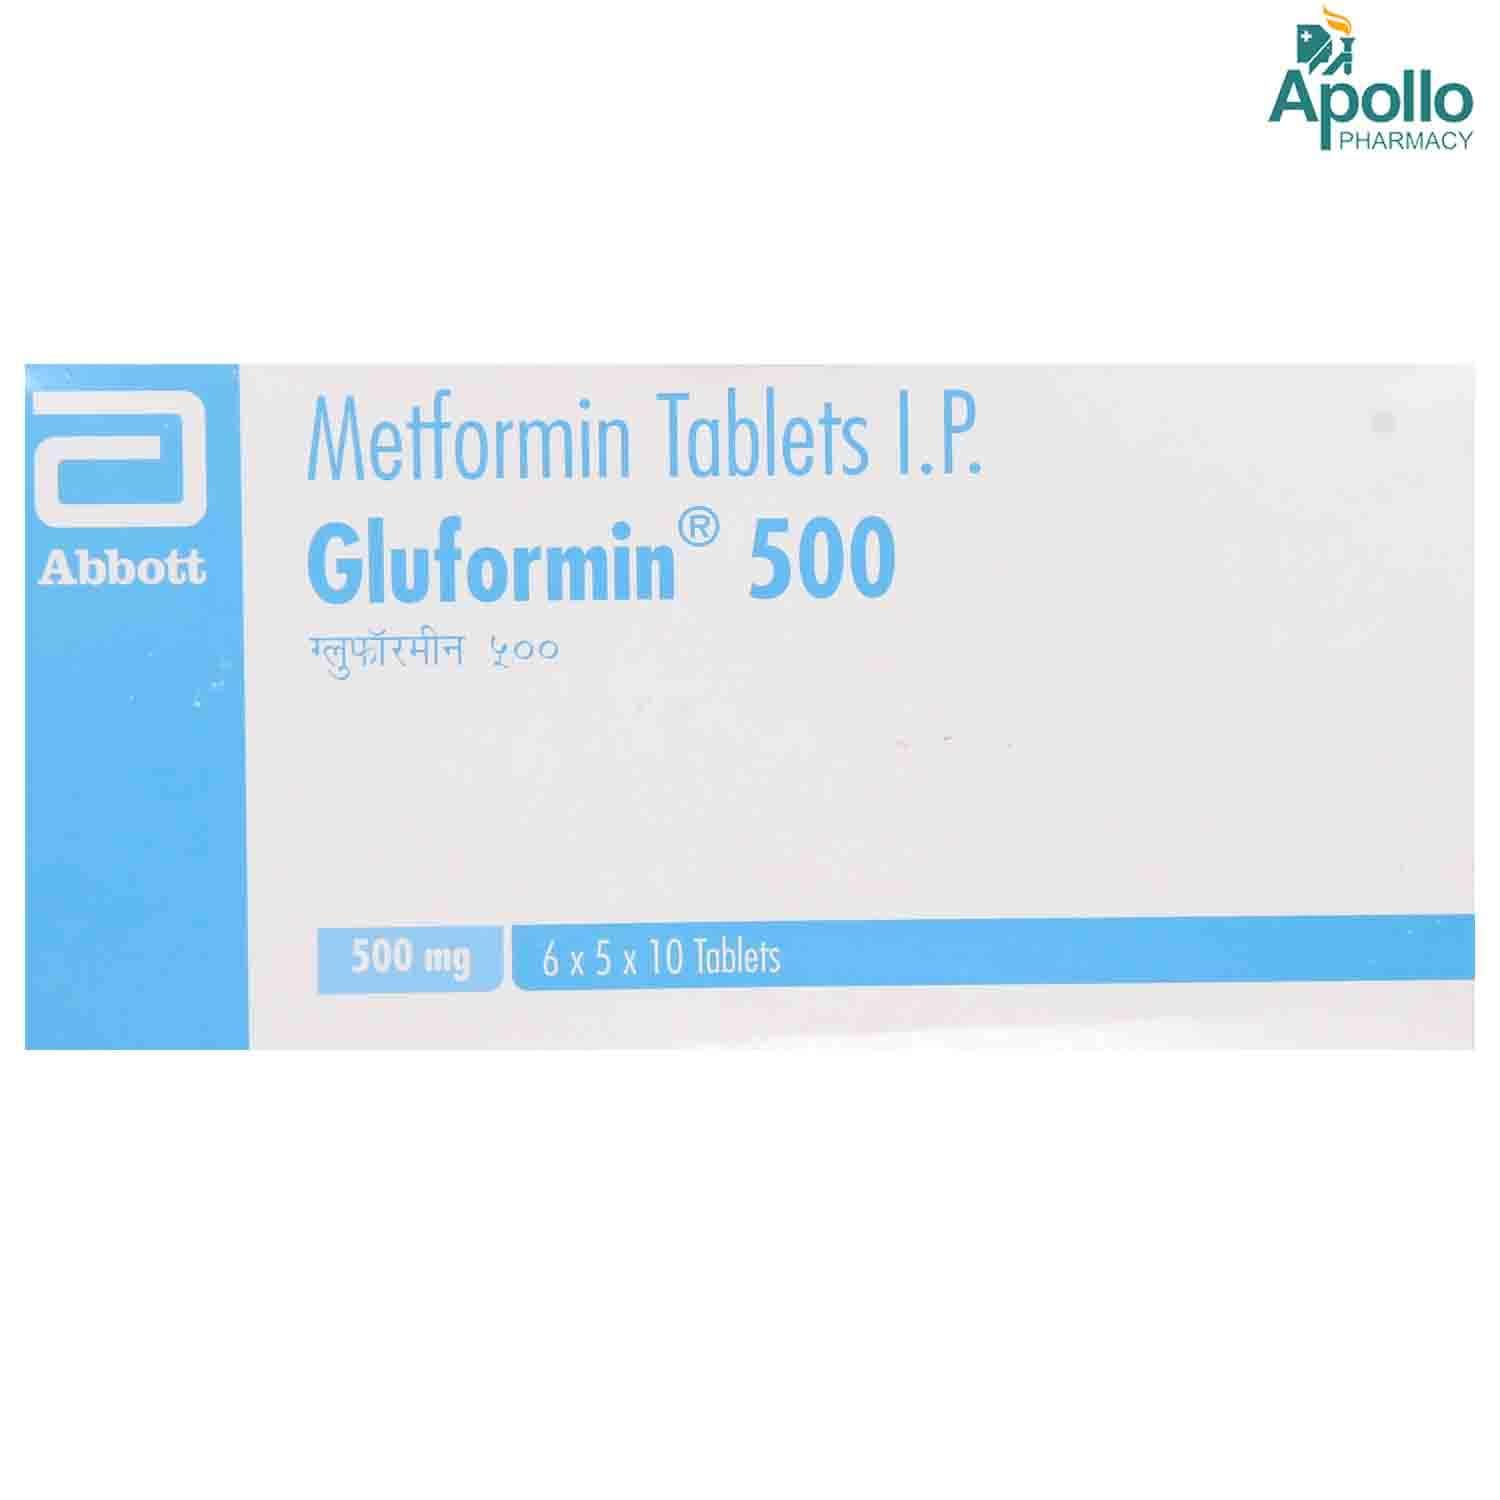 Apollo
PHARMACY
Metformin Tablets I.P.
Gluformin® 500
ग्लुफॉरमीन ५००
Abbott
500 mg
6 x 5 x 10 Tablets